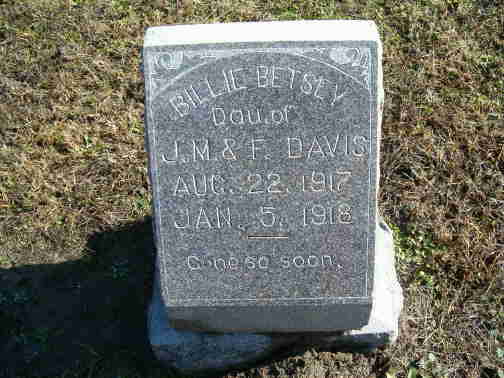 BILLIE BETSEY
Dau. of
J. M. & F. DAVIS
AUG. 22, 1917
JAN. 5, 1918
Gone so soon.